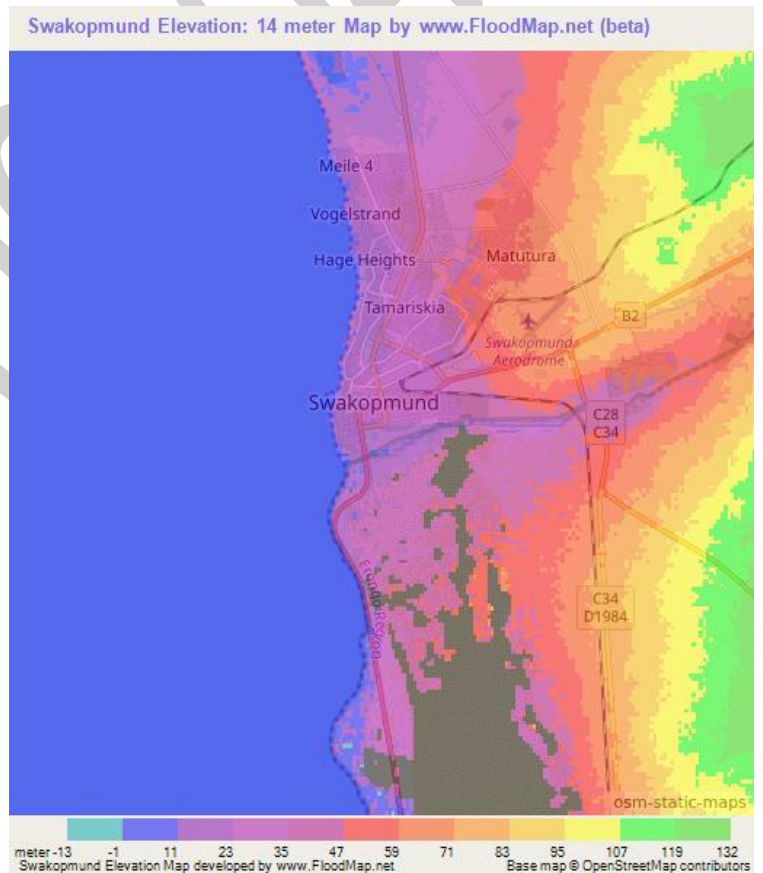 Swakopmund Elevation: 14 meter Map by www.FloodMap.net (beta)
Meile 4
Vogelstrand
Hage Heights
Matutura
Tamariskia
B2
Swakopmund
Aerodrome
Swakopmund
C28
C34
Erongo Region
C34
D1984
osm-static-maps
meter -13 -1 11 23 35 47 59 71 83 95 107 119 132
Swakopmund Elevation Map developed by www.FloodMap.net Base map © OpenStreetMap contributors